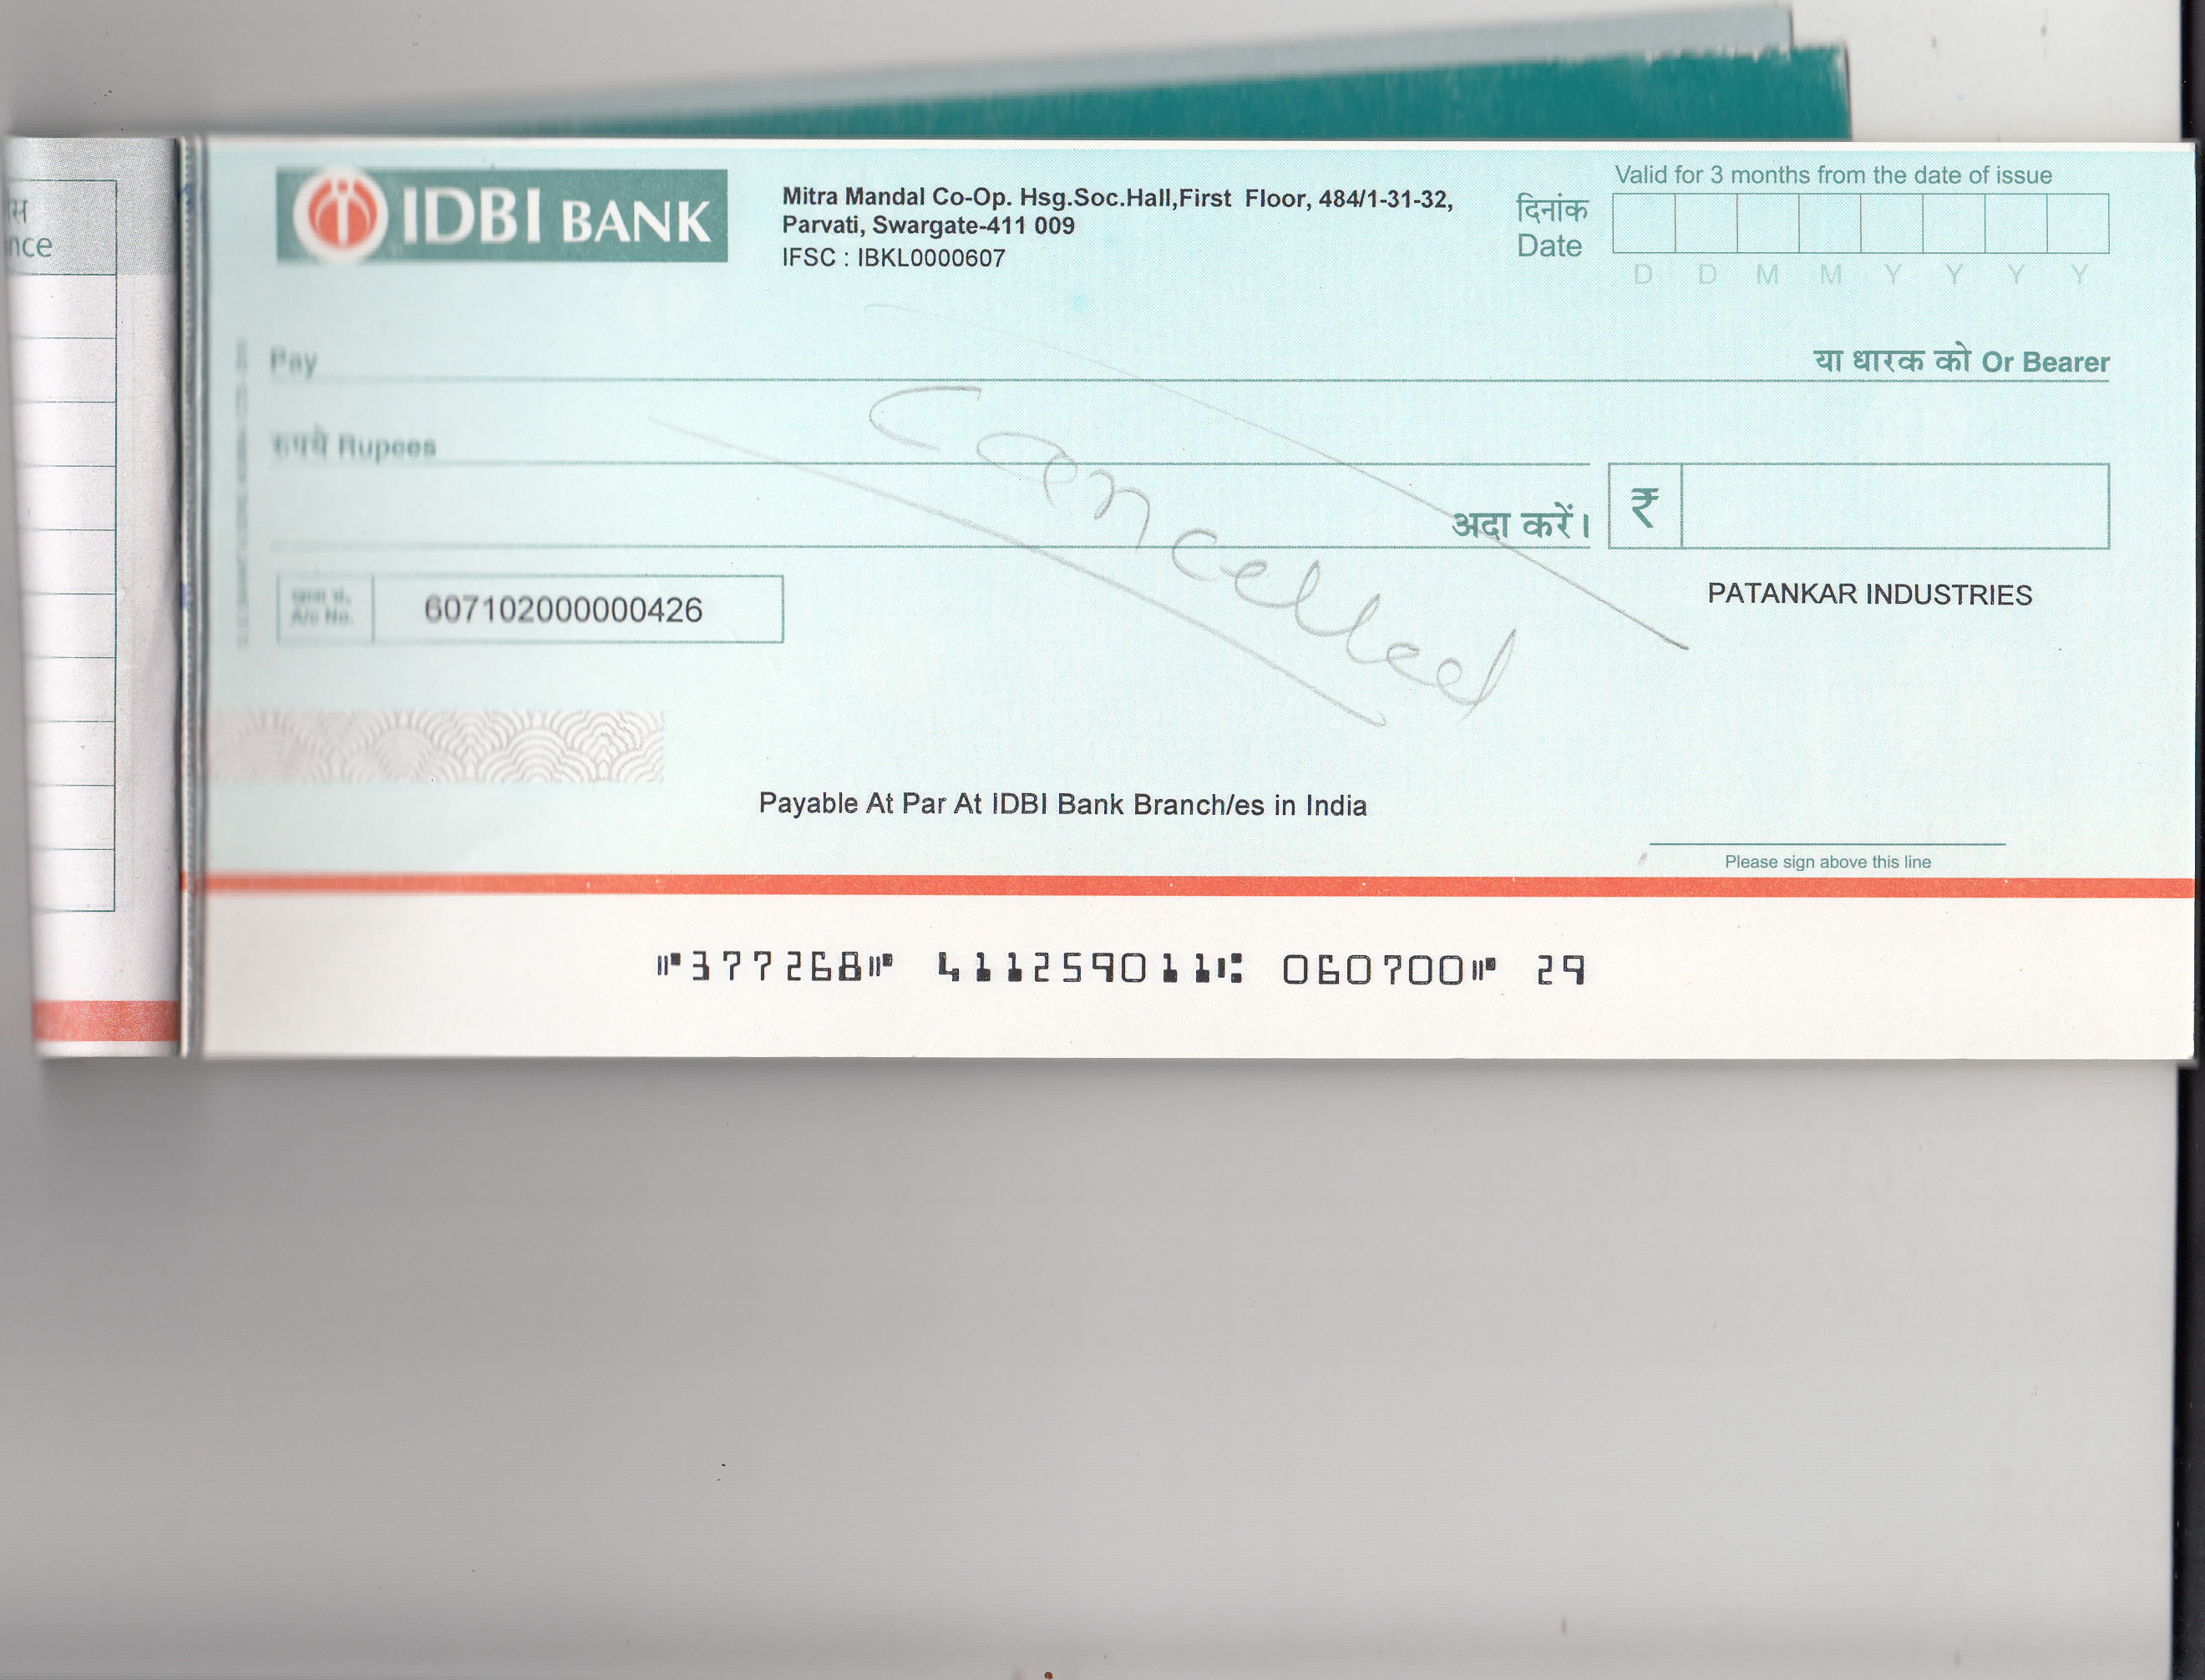 स
nce
IDBI BANK
Mitra Mandal Co-Op. Hsg.Soc.Hall,First Floor, 484/1-31-32,
Parvati, Swargate-411 009
IFSC : IBKL0000607
Valid for 3 months from the date of issue
दिनांक
Date
D D M M Y Y Y Y
Pay
या धारक को Or Bearer
रुपये Rupees
Cancelled
अदा करें।
₹
खाता सं.
A/c No.
607102000000426
PATANKAR INDUSTRIES
Payable At Par At IDBI Bank Branch/es in India
Please sign above this line
⑈377268⑈ 411259011⑆ 060700⑈ 29